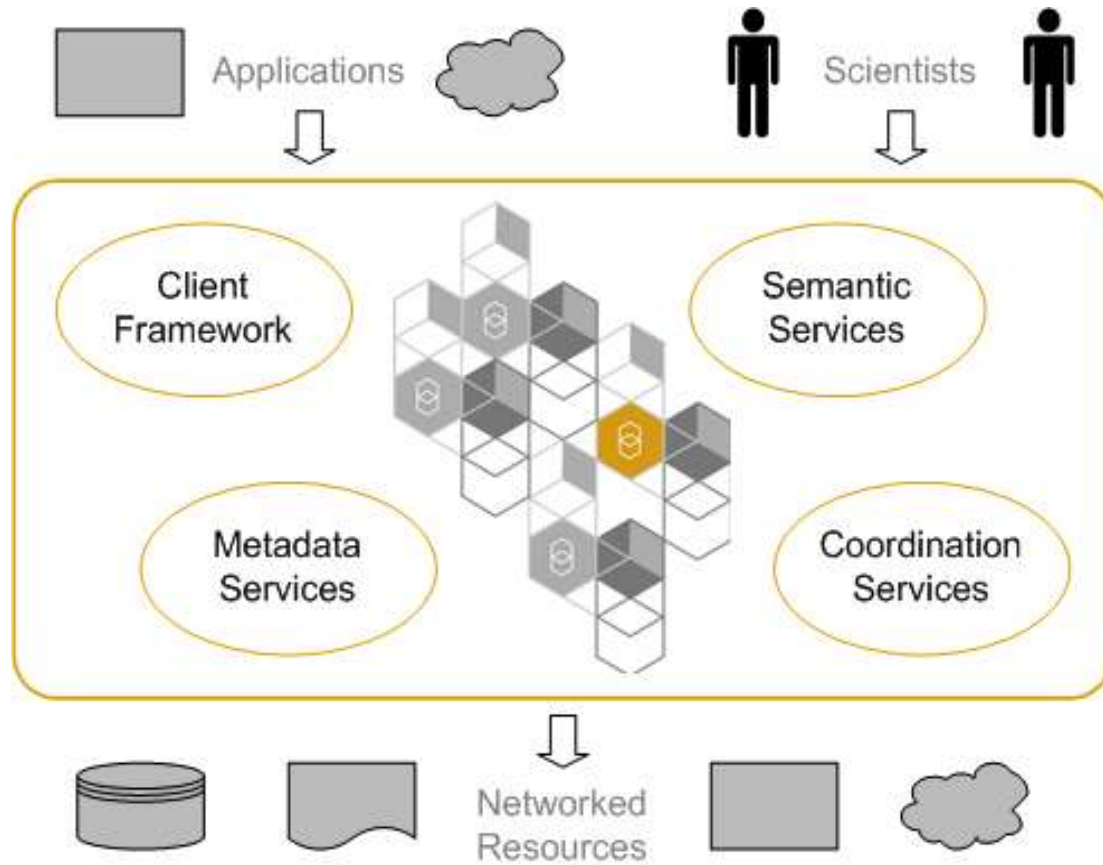 Applications
Scientists
Client
Framework
Semantic
Services
Metadata
Services
Coordination
Services
Networked
Resources